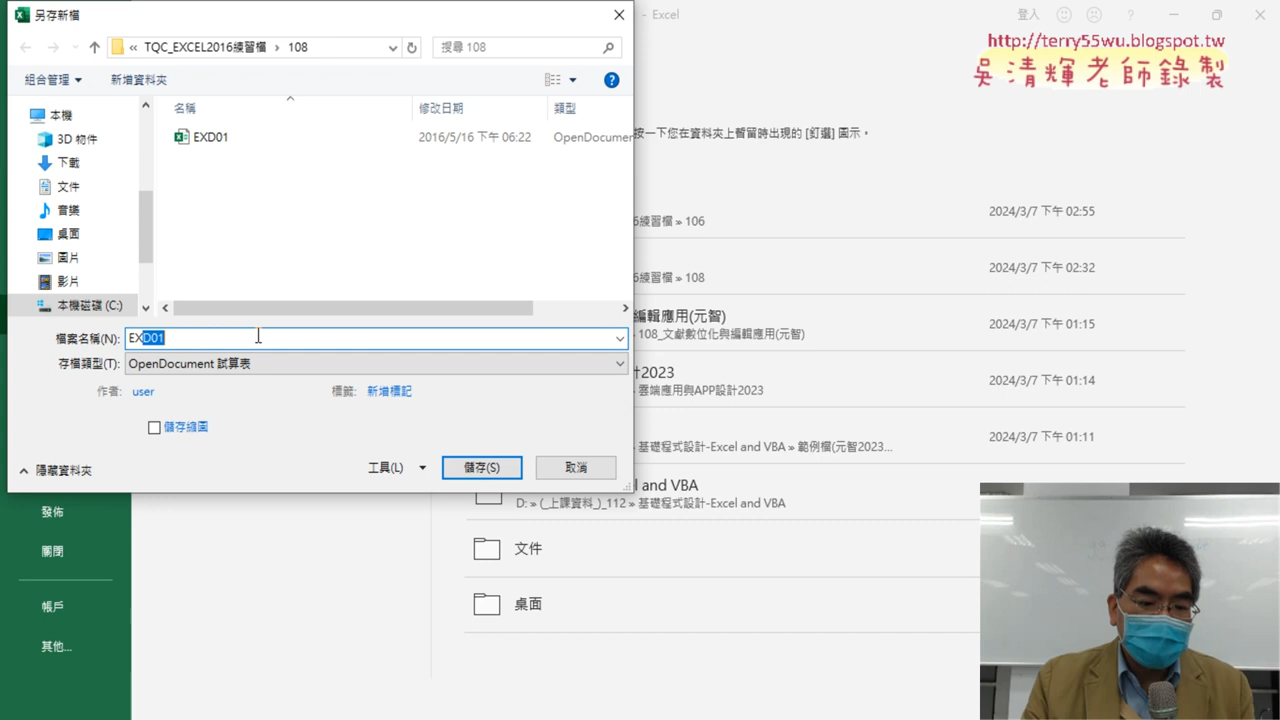 另存新檔
- Excel
登入
?
http://terry55wu.blogspot.tw
吳清輝老師錄製
« TQC_EXCEL2016練習檔 › 108
搜尋 108
組合管理
新增資料夾
名稱
修改日期
類型
EXD01
2016/5/16 下午 06:22
OpenDocumen
本機
3D 物件
下載
文件
音樂
桌面
圖片
影片
本機磁碟 (C:)
檔案名稱(N):
EXD01
存檔類型(T):
OpenDocument 試算表
作者:
user
標籤:
新增標記
儲存縮圖
隱藏資料夾
工具(L)
儲存(S)
取消
按一下您在資料夾上暫留時出現的 [釘選] 圖示。
6練習檔 » 106
2024/3/7 下午 02:55
6練習檔 » 108
2024/3/7 下午 02:32
編輯應用(元智)
108_文獻數位化與編輯應用(元智)
2024/3/7 下午 01:15
計2023
雲端應用與APP設計2023
2024/3/7 下午 01:14
基礎程式設計-Excel and VBA » 範例檔(元智2023...
2024/3/7 下午 01:11
l and VBA
D: » (_上課資料_)_112 » 基礎程式設計-Excel and VBA
文件
桌面
發佈
關閉
帳戶
其他...